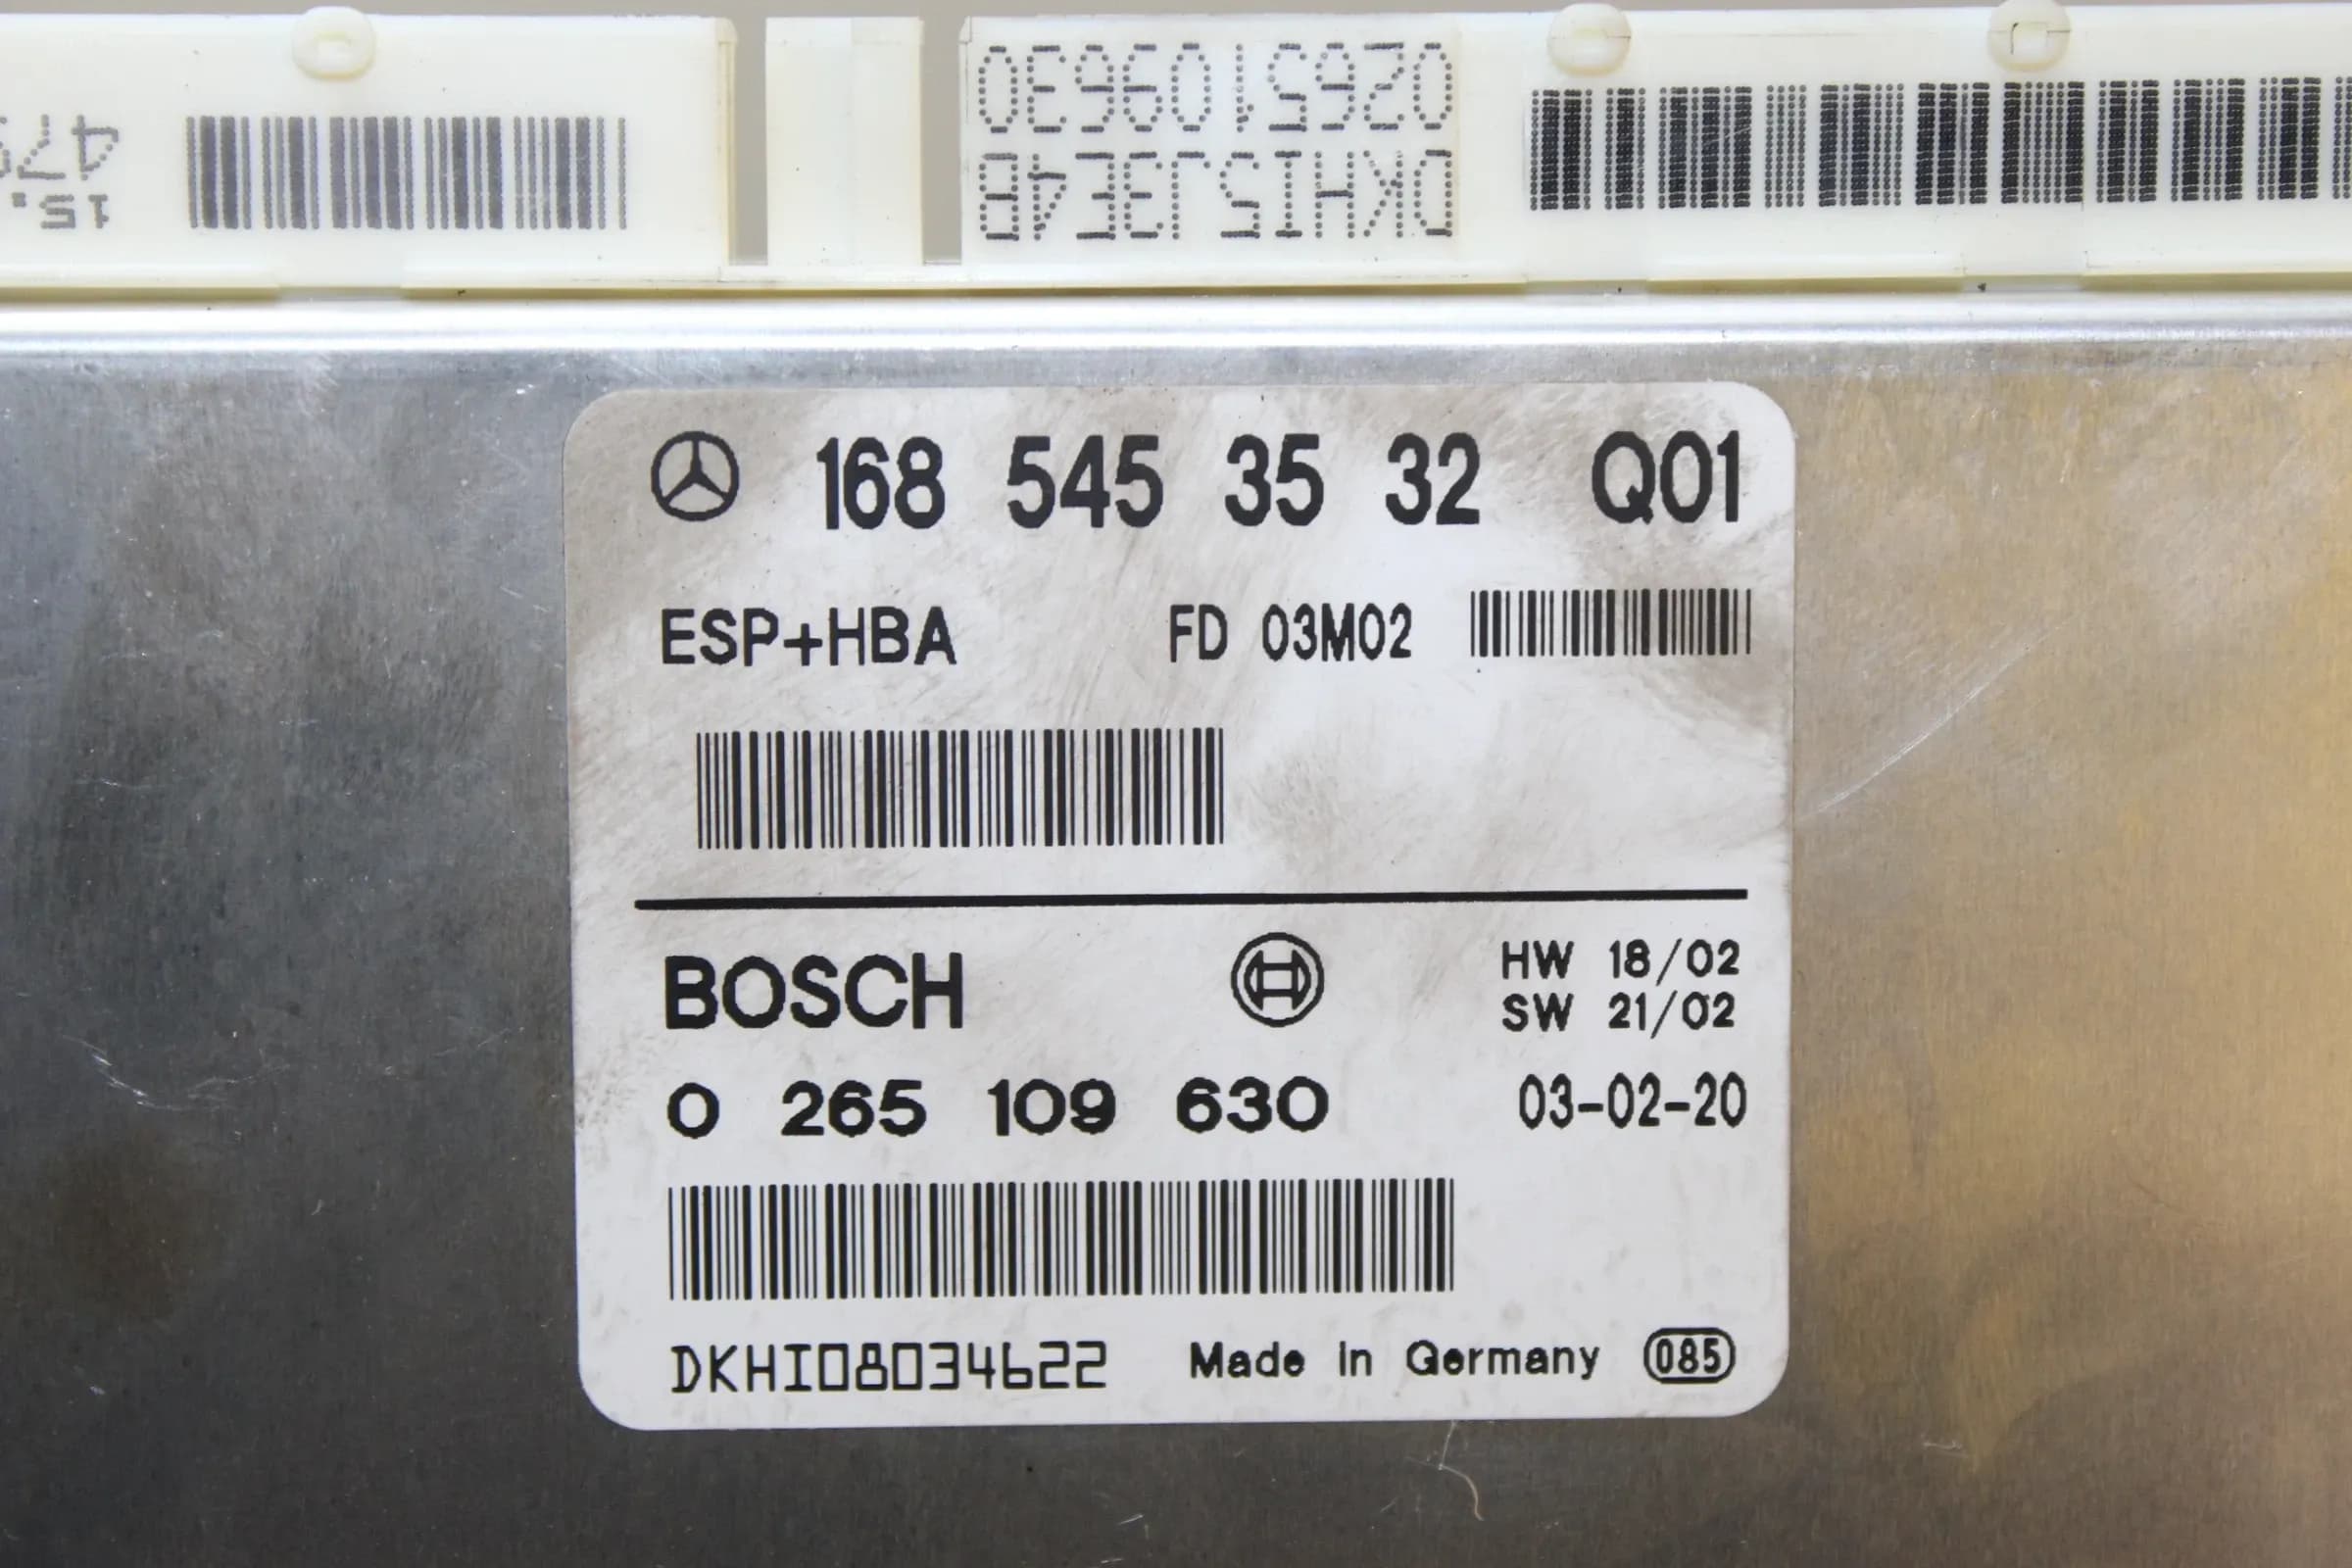 0265109630
DKHI5J3E4B
168 545 35 32 Q01
ESP+HBA FD 03M02
BOSCH HW 18/02
SW 21/02
0 265 109 630 03-02-20
DKHI08034622 Made in Germany 085